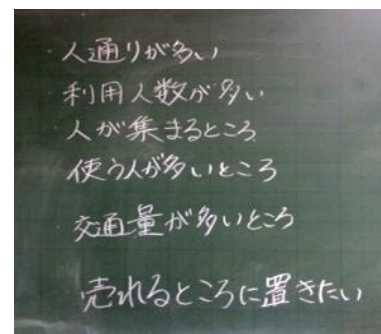 ・人通りが多い
・利用人数が多い
・人が集まるところ
・使う人が多いところ
・交通量が多いところ
売れるところに置きたい